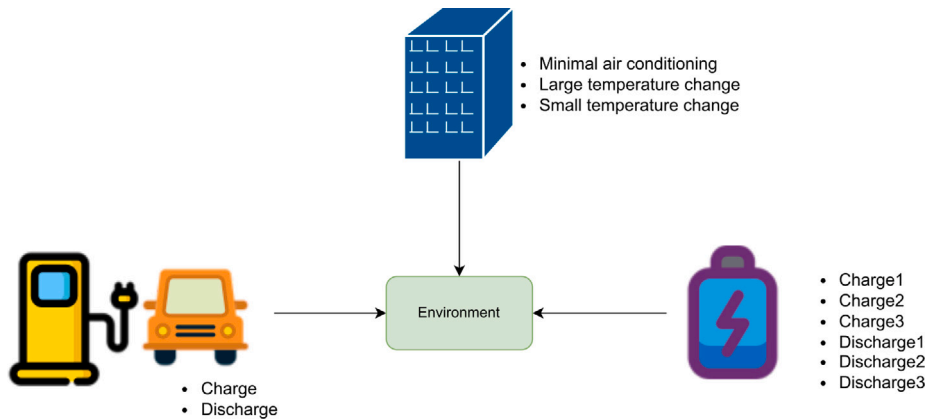 • Minimal air conditioning
• Large temperature change
• Small temperature change
Environment
• Charge
• Discharge
• Charge1
• Charge2
• Charge3
• Discharge1
• Discharge2
• Discharge3